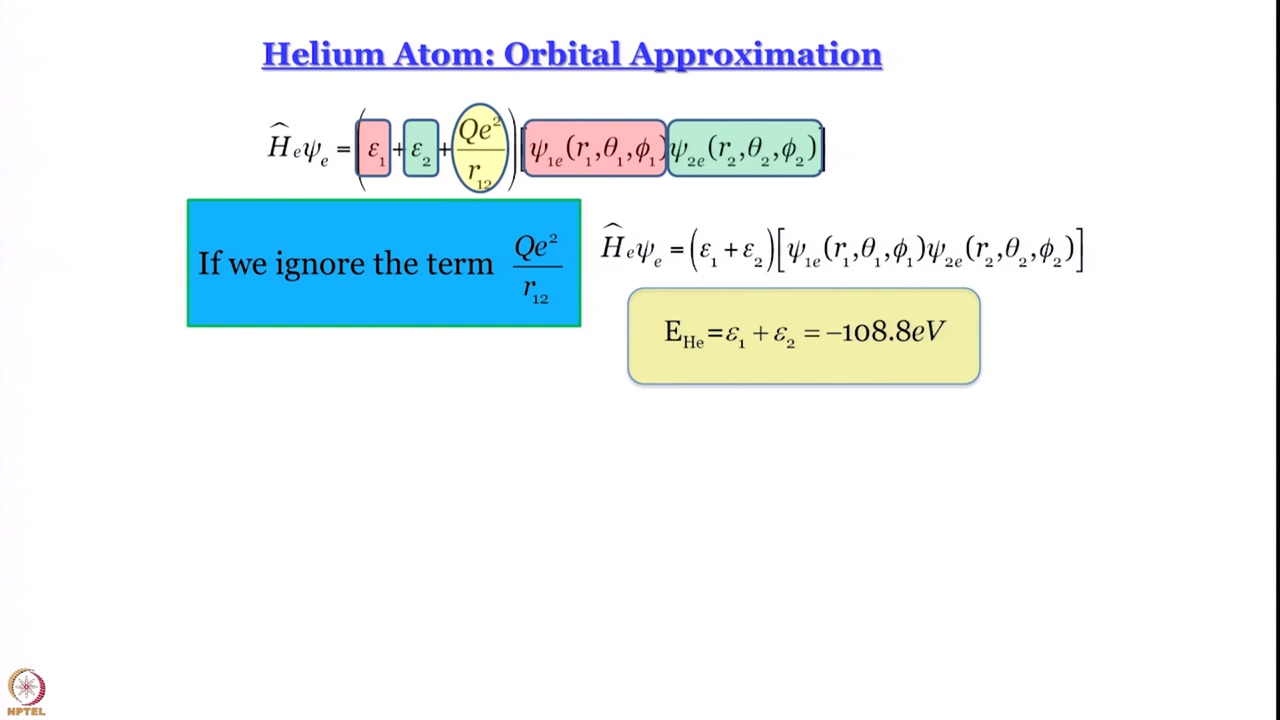 Helium Atom: Orbital Approximation
Ĥₑψₑ = (ε₁ + ε₂ + Qe²/r₁₂)[ψ₁ₑ(r₁,θ₁,ϕ₁)ψ₂ₑ(r₂,θ₂,ϕ₂)]
If we ignore the term Qe²/r₁₂
Ĥₑψₑ = (ε₁ + ε₂)[ψ₁ₑ(r₁,θ₁,ϕ₁)ψ₂ₑ(r₂,θ₂,ϕ₂)]
E_He = ε₁ + ε₂ = −108.8eV
NPTEL